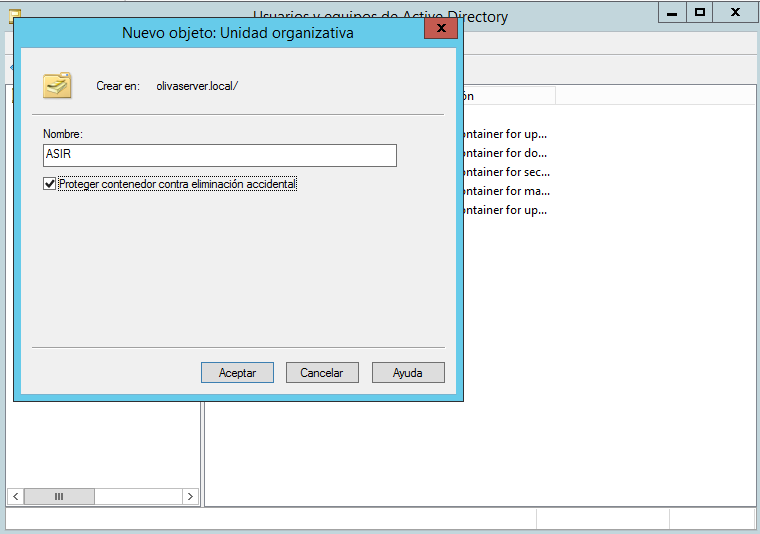 Usuarios y equipos de Active Directory
Nuevo objeto: Unidad organizativa
Crear en: olivaserver.local/
Nombre:
ASIR
Proteger contenedor contra eliminación accidental
Aceptar Cancelar Ayuda
ón
ontainer for up...
ontainer for do...
ontainer for sec...
ontainer for ma...
ontainer for up...